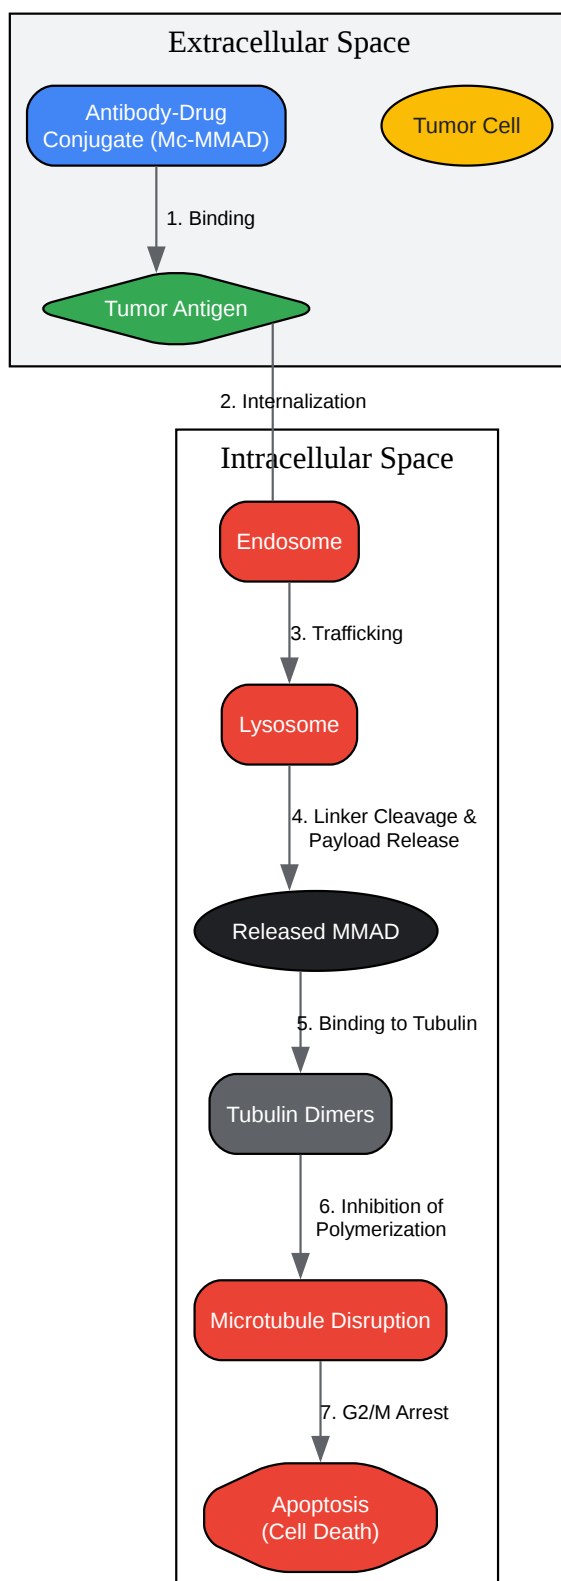 Extracellular Space
Antibody-Drug
Conjugate (Mc-MMAD)
Tumor Cell
1. Binding
Tumor Antigen
2. Internalization
Intracellular Space
Endosome
3. Trafficking
Lysosome
4. Linker Cleavage &
Payload Release
Released MMAD
5. Binding to Tubulin
Tubulin Dimers
6. Inhibition of
Polymerization
Microtubule Disruption
7. G2/M Arrest
Apoptosis
(Cell Death)